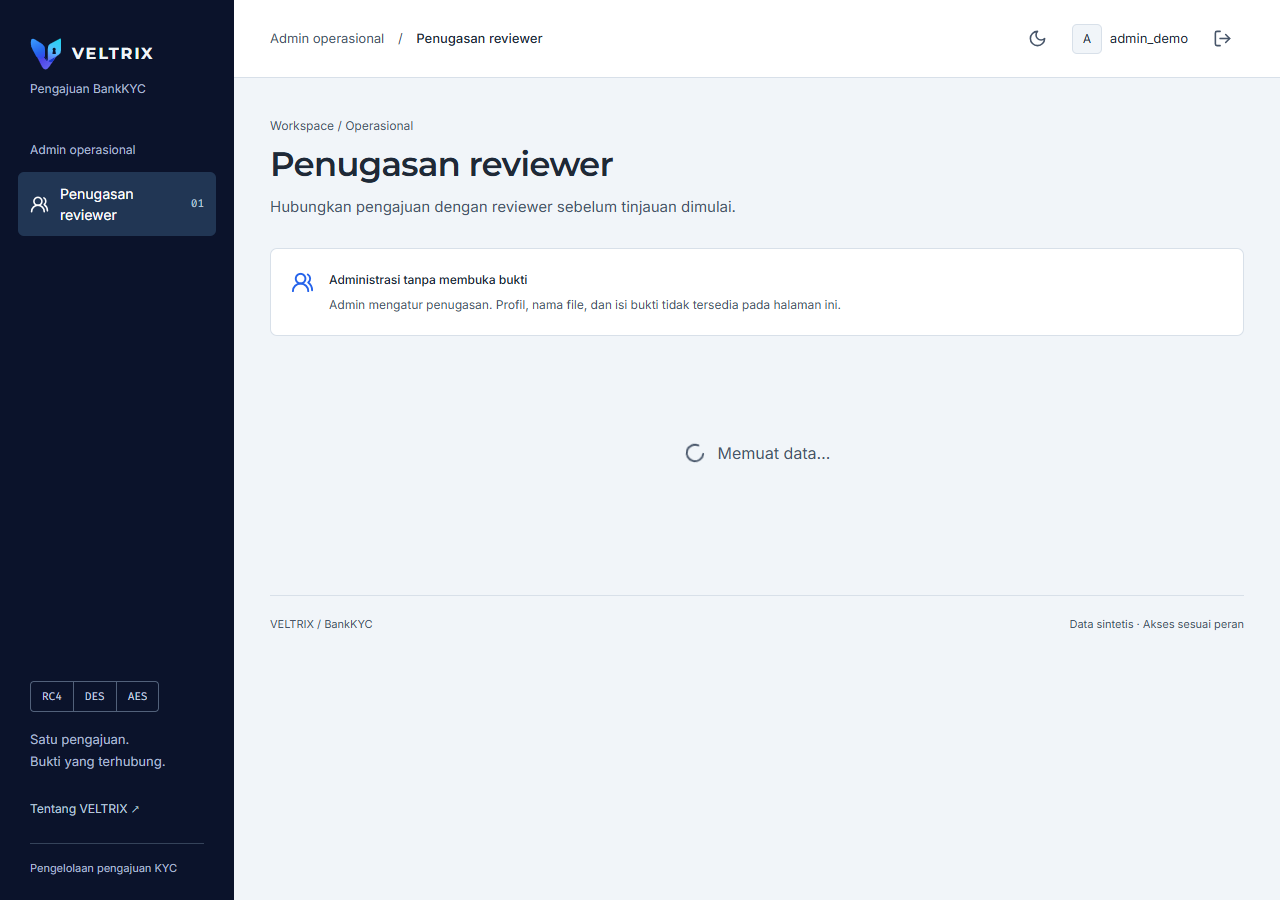 VELTRIX
Pengajuan BankKYC
Admin operasional
Penugasan
reviewer
01
RC4 DES AES
Satu pengajuan.
Bukti yang terhubung.
Tentang VELTRIX ↗
Pengelolaan pengajuan KYC
Admin operasional / Penugasan reviewer
A admin_demo
Workspace / Operasional
Penugasan reviewer
Hubungkan pengajuan dengan reviewer sebelum tinjauan dimulai.
Administrasi tanpa membuka bukti
Admin mengatur penugasan. Profil, nama file, dan isi bukti tidak tersedia pada halaman ini.
Memuat data...
VELTRIX / BankKYC
Data sintetis · Akses sesuai peran